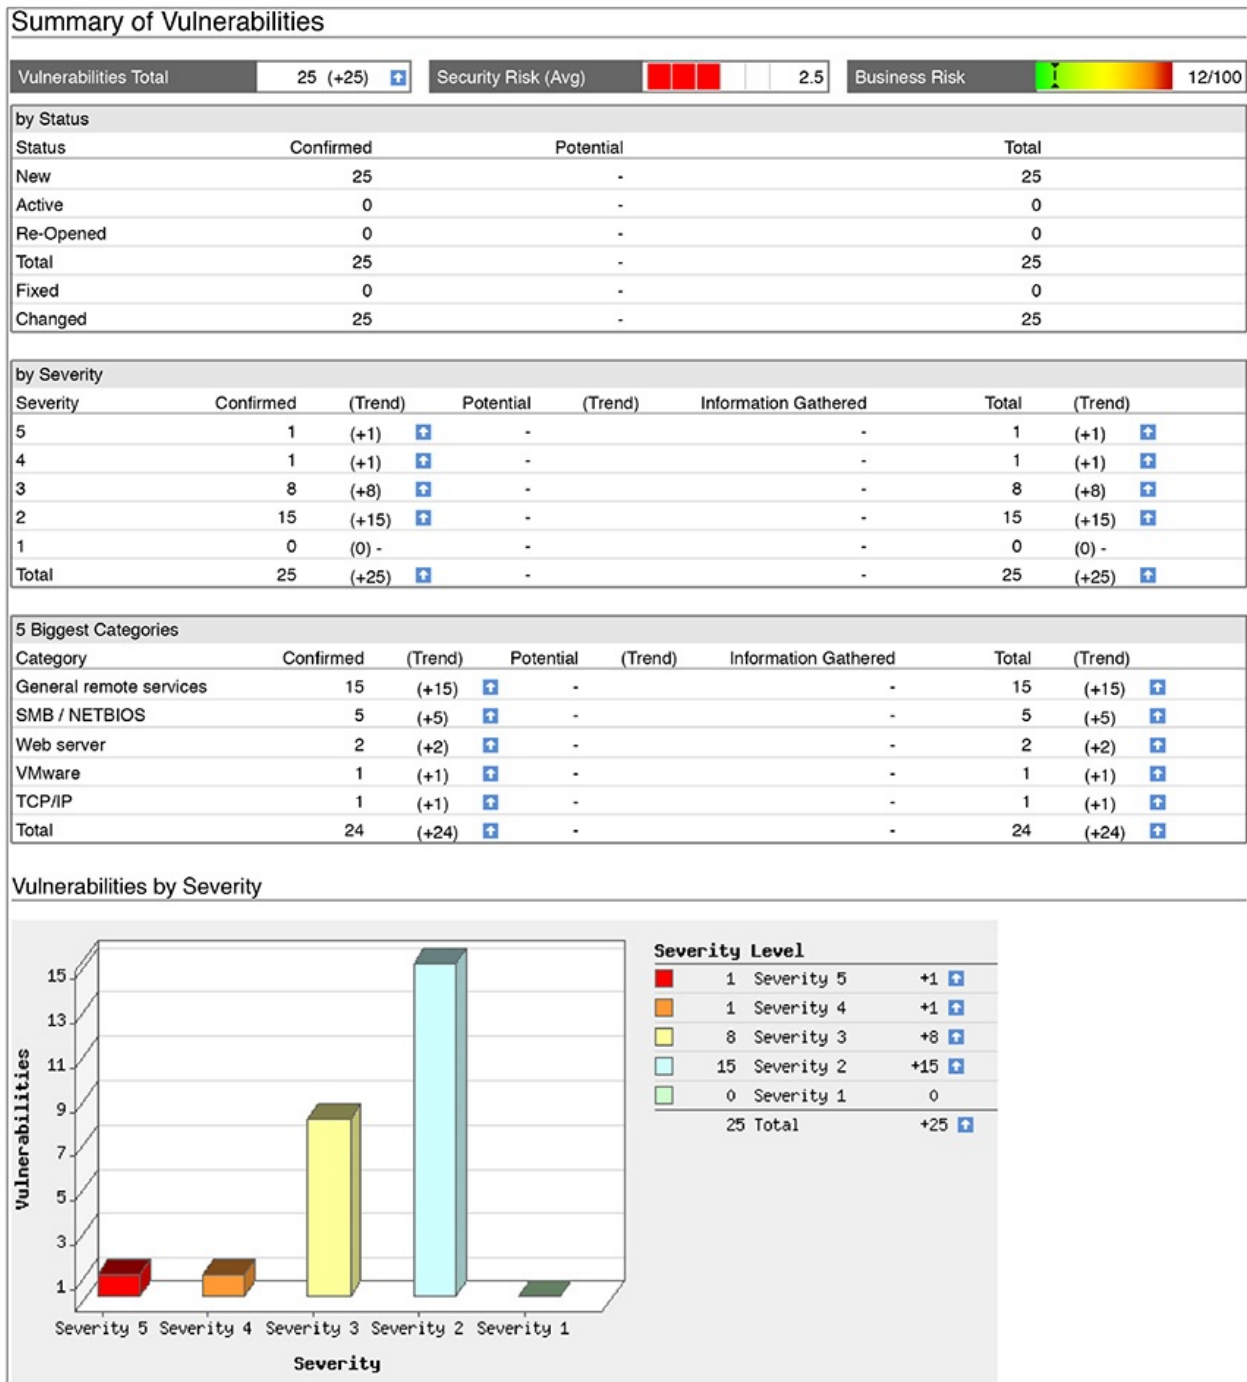 Summary of Vulnerabilities
Vulnerabilities Total 25 (+25) Security Risk (Avg) 2.5 Business Risk 12/100
by Status
Status Confirmed Potential Total
New 25 - 25
Active 0 - 0
Re-Opened 0 - 0
Total 25 - 25
Fixed 0 - 0
Changed 25 - 25
by Severity
Severity Confirmed (Trend) Potential (Trend) Information Gathered Total (Trend)
5 1 (+1) - - 1 (+1)
4 1 (+1) - - 1 (+1)
3 8 (+8) - - 8 (+8)
2 15 (+15) - - 15 (+15)
1 0 (0) - - - 0 (0) -
Total 25 (+25) - - 25 (+25)
5 Biggest Categories
Category Confirmed (Trend) Potential (Trend) Information Gathered Total (Trend)
General remote services 15 (+15) - - 15 (+15)
SMB / NETBIOS 5 (+5) - - 5 (+5)
Web server 2 (+2) - - 2 (+2)
VMware 1 (+1) - - 1 (+1)
TCP/IP 1 (+1) - - 1 (+1)
Total 24 (+24) - - 24 (+24)
Vulnerabilities by Severity
15
13
11
9
7
5
3
1
Vulnerabilities
Severity 5 Severity 4 Severity 3 Severity 2 Severity 1
Severity
Severity Level
1 Severity 5 +1
1 Severity 4 +1
8 Severity 3 +8
15 Severity 2 +15
0 Severity 1 0
25 Total +25